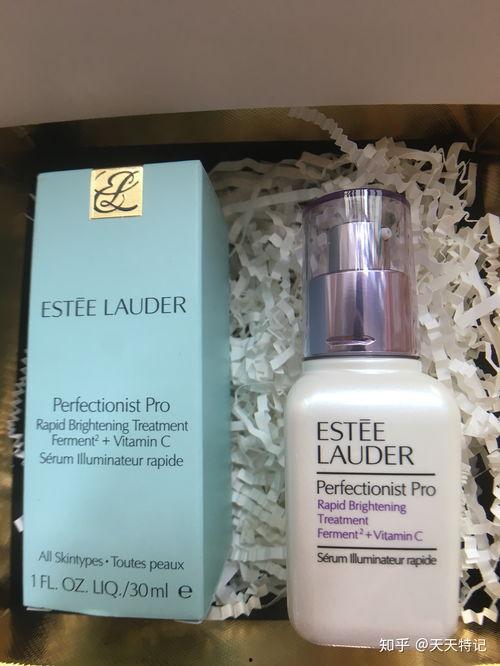 EL
ESTĒE LAUDER
Perfectionist Pro
Rapid Brightening Treatment
Ferment² + Vitamin C
Sérum Illuminateur rapide
All Skintypes • Toutes peaux
1 FL. OZ. LIQ./30 ml e
ESTĒE
LAUDER
Perfectionist Pro
Rapid Brightening
Treatment
Ferment² + Vitamin C
Sérum Illuminateur rapide
知乎 @天天特记